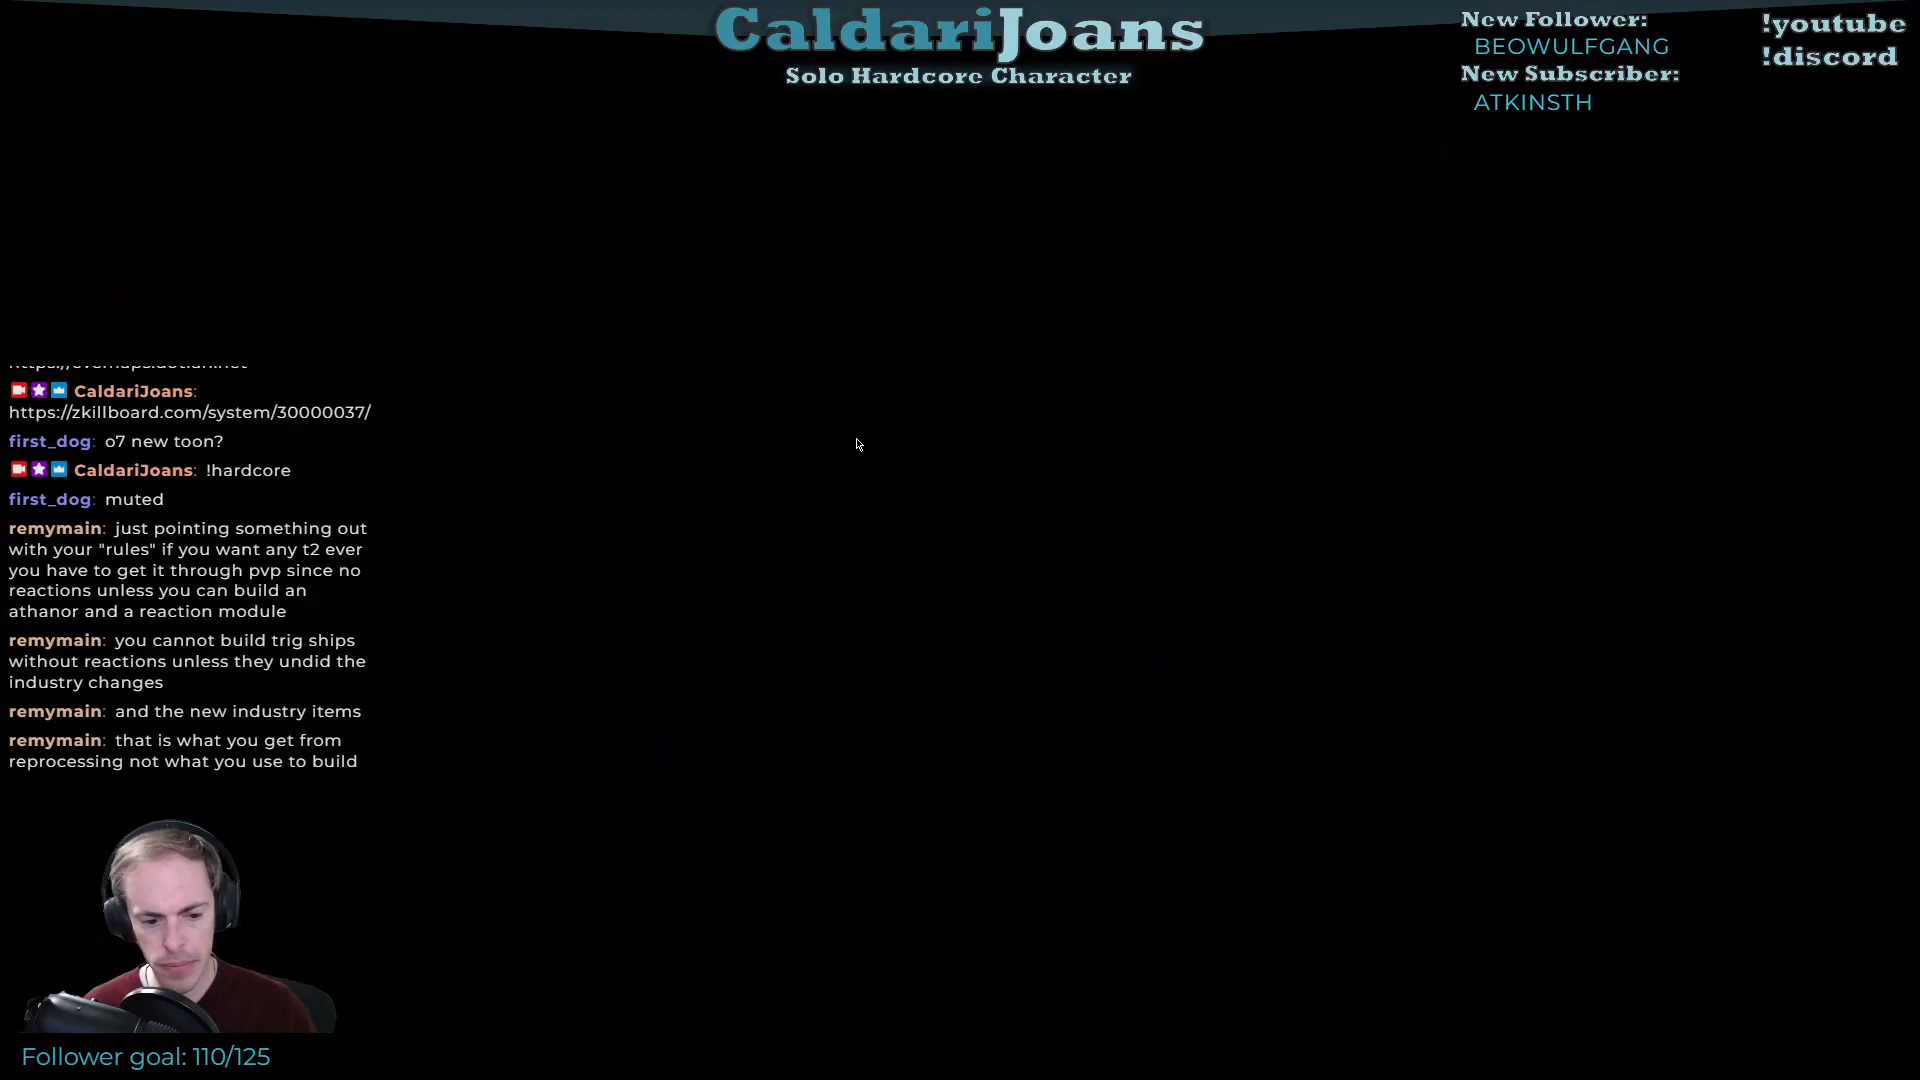 CaldariJoans
Solo Hardcore Character
New Follower:
BEOWULFGANG
New Subscriber:
ATKINSTH
!youtube
!discord
CaldariJoans:
https://zkillboard.com/system/30000037/
first_dog: o7 new toon?
CaldariJoans: !hardcore
first_dog: muted
remymain: just pointing something out
with your "rules" if you want any t2 ever
you have to get it through pvp since no
reactions unless you can build an
athanor and a reaction module
remymain: you cannot build trig ships
without reactions unless they undid the
industry changes
remymain: and the new industry items
remymain: that is what you get from
reprocessing not what you use to build
Follower goal: 110/125